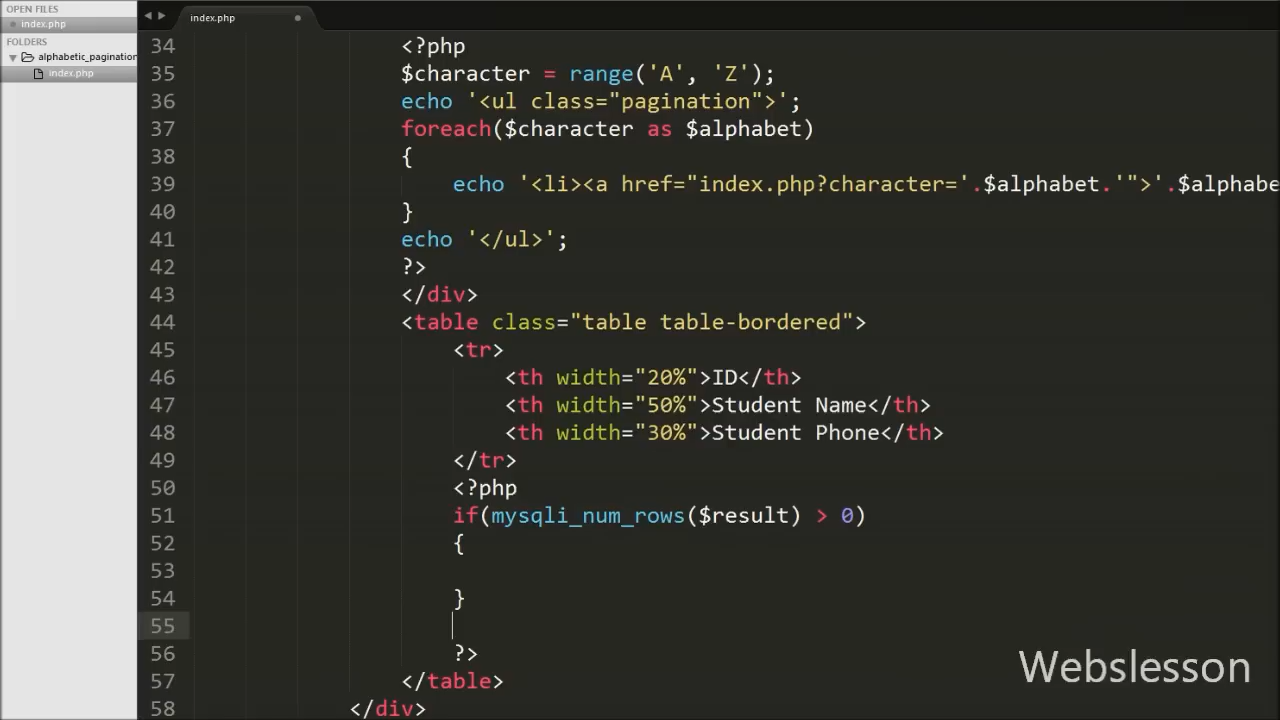 OPEN FILES
index.php
FOLDERS
alphabetic_pagination
index.php
index.php
34 <?php
35 $character = range('A', 'Z');
36 echo '<ul class="pagination">';
37 foreach($character as $alphabet)
38 {
39 echo '<li><a href="index.php?character='.$alphabet.'">'.$alphabe
40 }
41 echo '</ul>';
42 ?>
43 </div>
44 <table class="table table-bordered">
45 <tr>
46 <th width="20%">ID</th>
47 <th width="50%">Student Name</th>
48 <th width="30%">Student Phone</th>
49 </tr>
50 <?php
51 if(mysqli_num_rows($result) > 0)
52 {
53
54 }
55
56 ?>
57 </table>
58 </div>
Webslesson